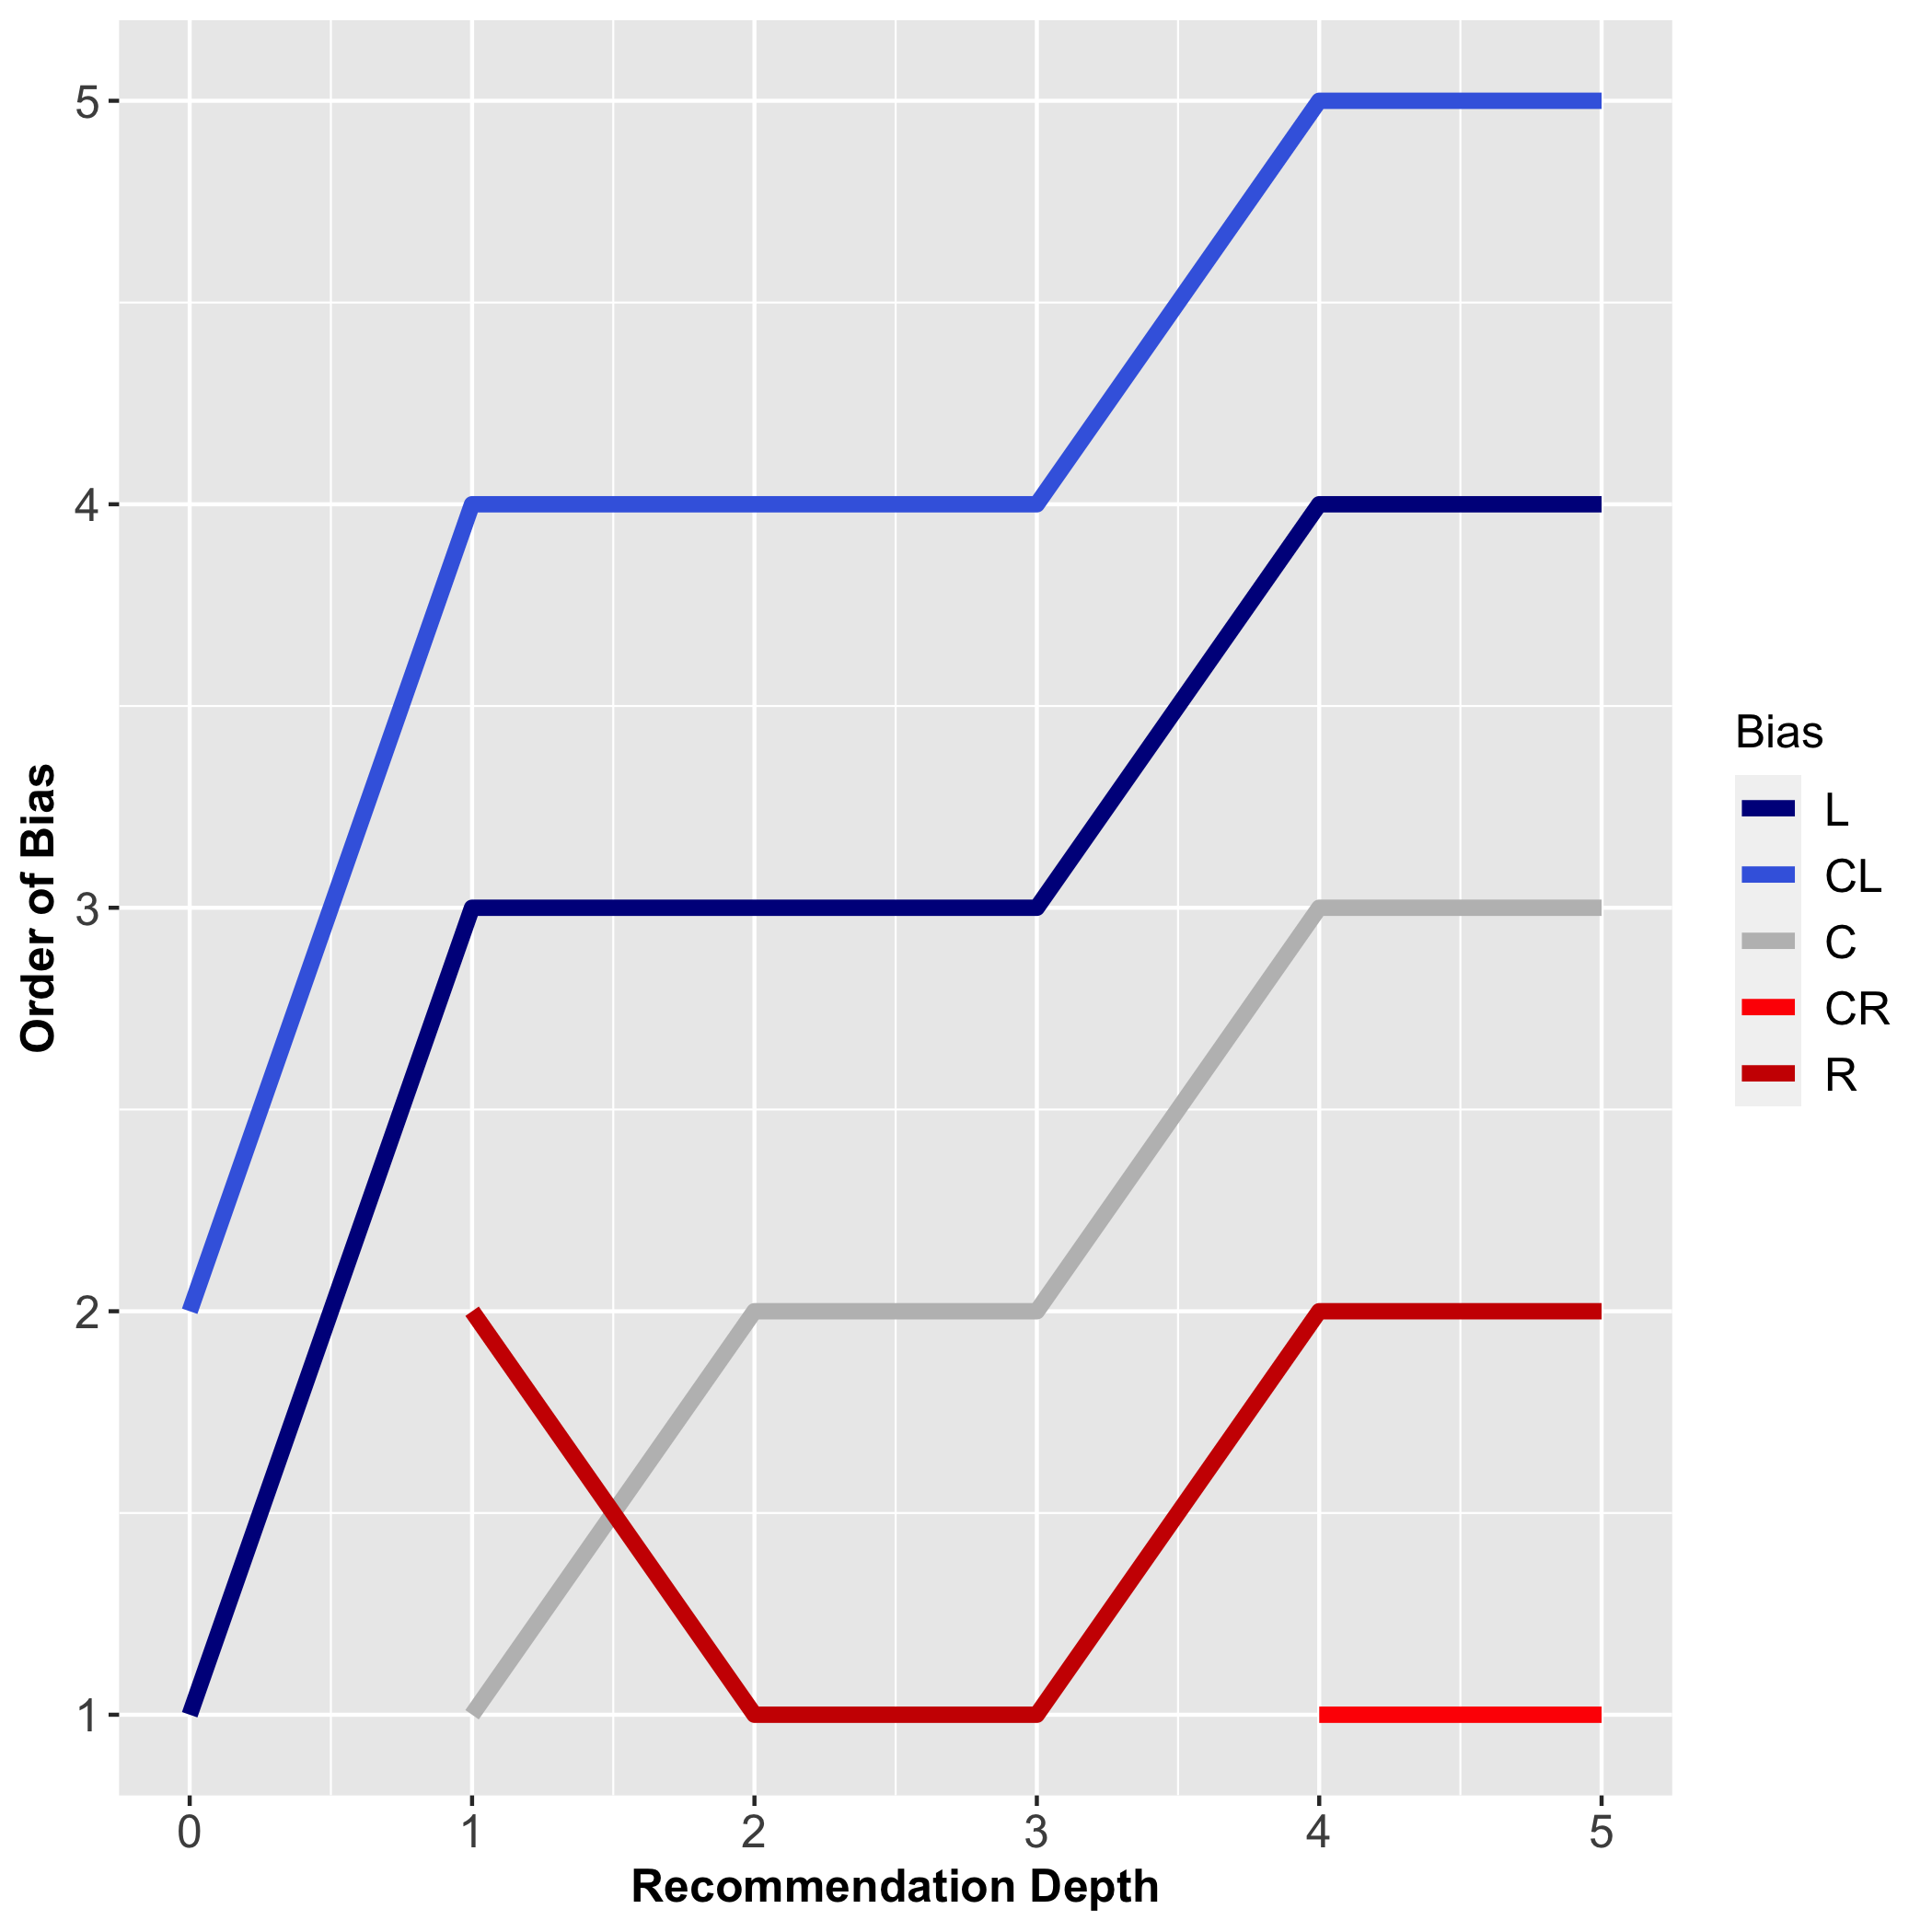 5
4
3
2
1
Order of Bias
0 1 2 3 4 5
Recommendation Depth
Bias
L
CL
C
CR
R